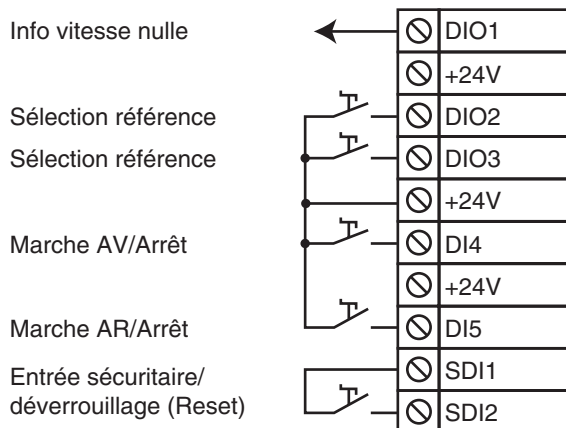 Info vitesse nulle DIO1
+24V
Sélection référence DIO2
Sélection référence DIO3
+24V
Marche AV/Arrêt DI4
+24V
Marche AR/Arrêt DI5
Entrée sécuritaire/ SDI1
déverrouillage (Reset) SDI2